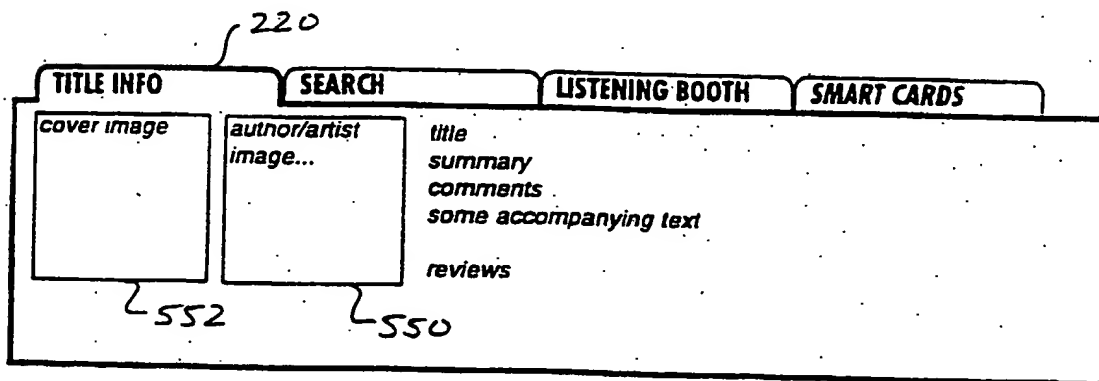 220
TITLE INFO SEARCH LISTENING BOOTH SMART CARDS
cover image author/artist title
image... summary
comments
some accompanying text
reviews
552 550